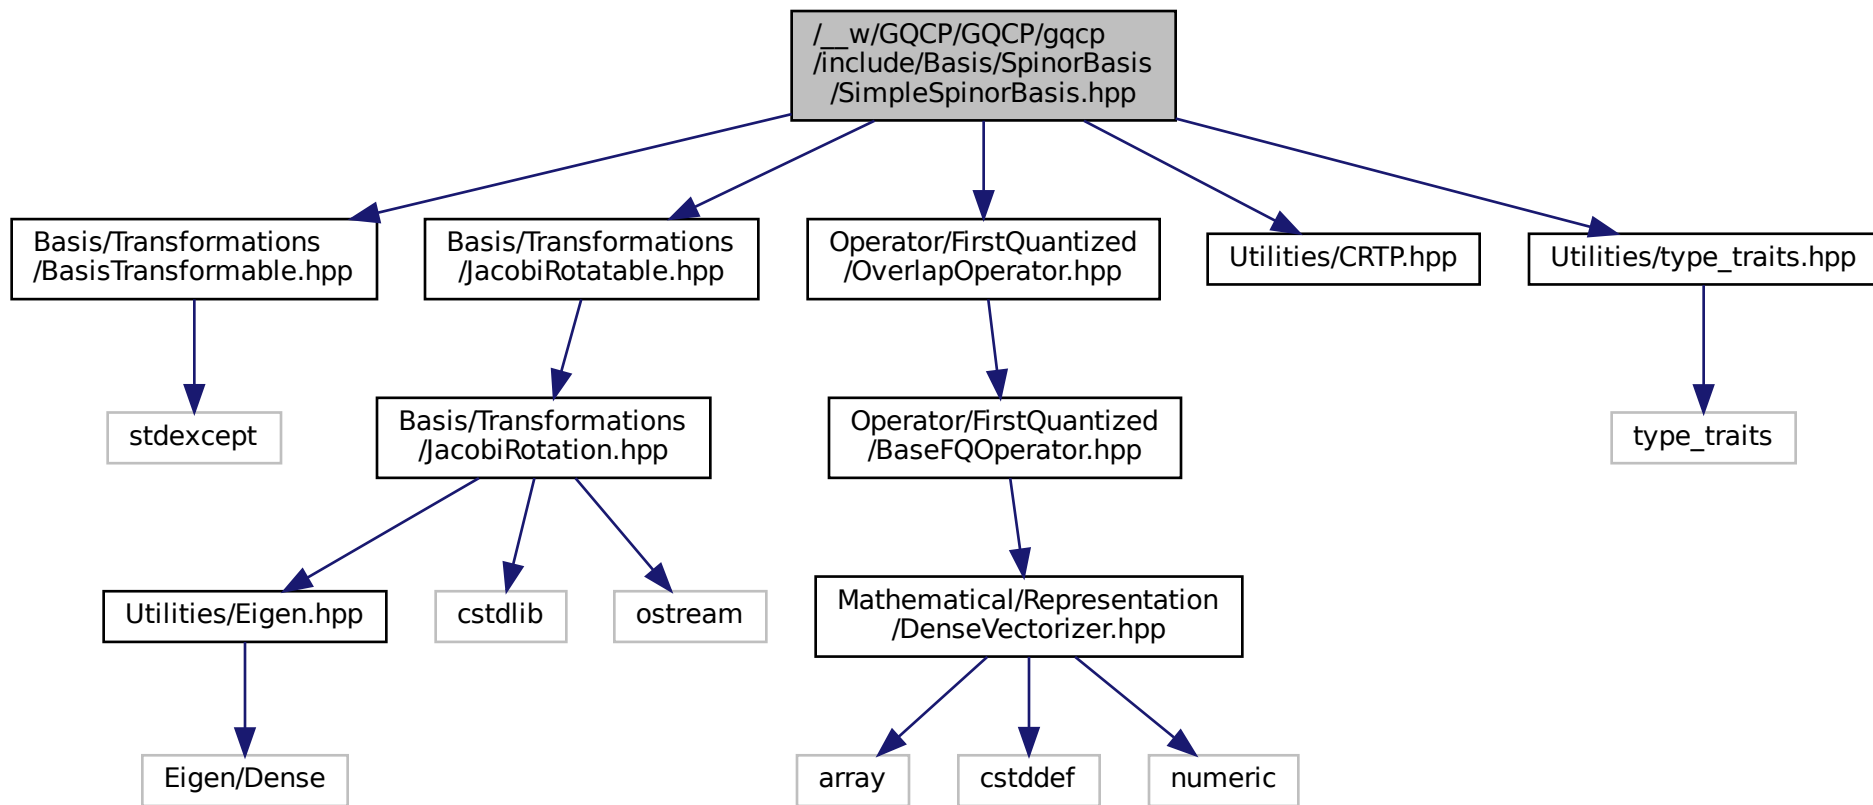 /__w/GQCP/GQCP/gqcp
/include/Basis/SpinorBasis
/SimpleSpinorBasis.hpp
Basis/Transformations
/BasisTransformable.hpp
Basis/Transformations
/JacobiRotatable.hpp
Operator/FirstQuantized
/OverlapOperator.hpp
Utilities/CRTP.hpp
Utilities/type_traits.hpp
stdexcept
Basis/Transformations
/JacobiRotation.hpp
Operator/FirstQuantized
/BaseFQOperator.hpp
type_traits
Utilities/Eigen.hpp
cstdlib
ostream
Mathematical/Representation
/DenseVectorizer.hpp
Eigen/Dense
array
cstddef
numeric